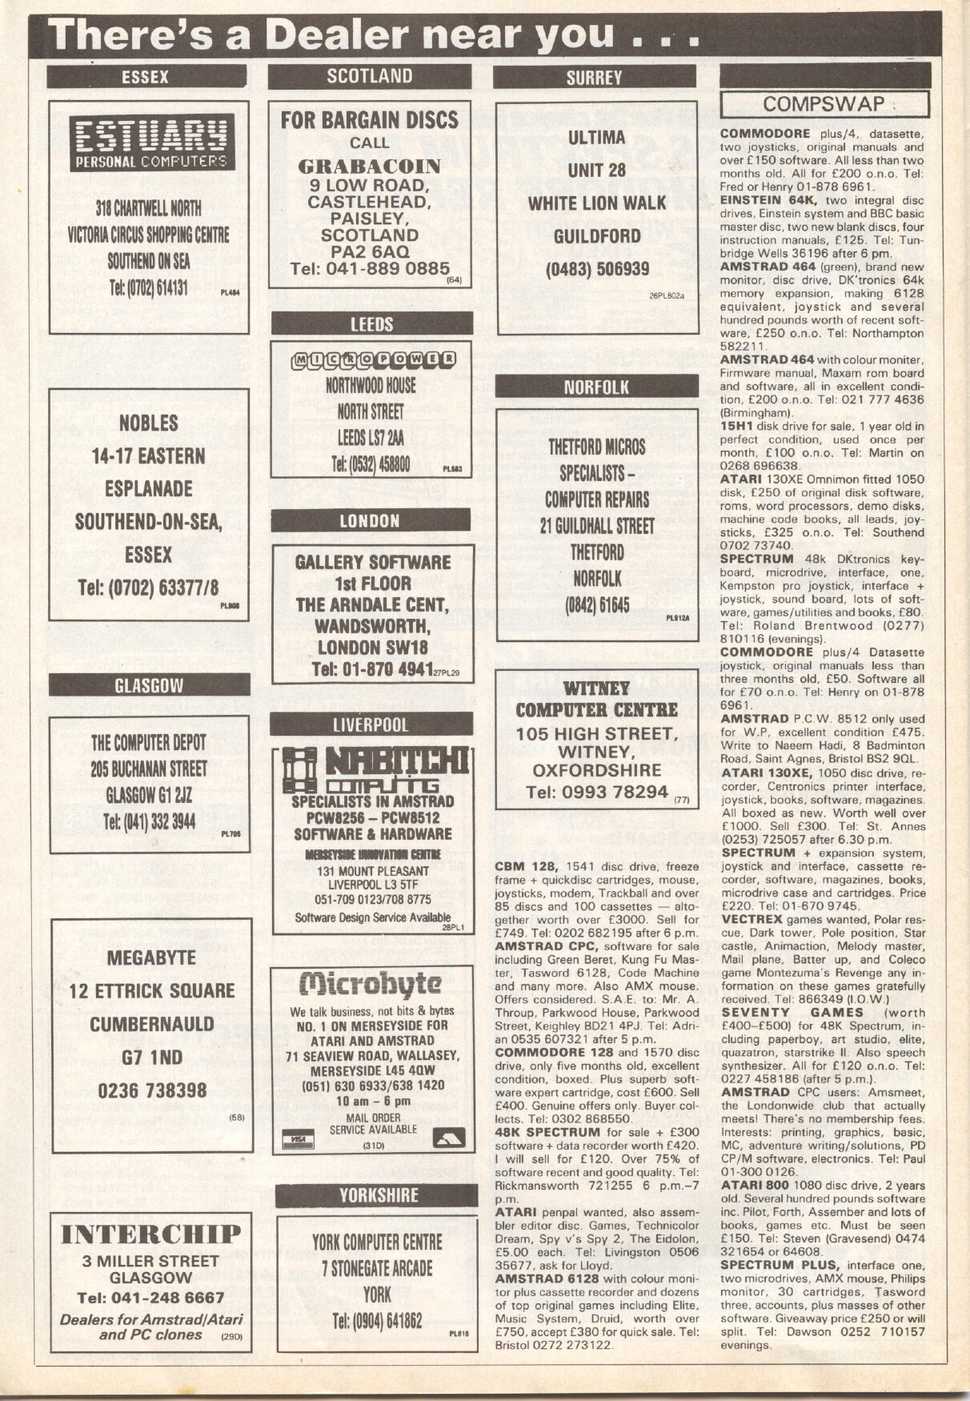 There's a Dealer near you . . .
ESSEX
ESTUARY
PERSONAL COMPUTERS
318 CHARTWELL NORTH
VICTORIA CIRCUS SHOPPING CENTRE
SOUTHEND ON SEA
Tel: (0702) 614131
PL484
NOBLES
14-17 EASTERN
ESPLANADE
SOUTHEND-ON-SEA,
ESSEX
Tel: (0702) 63377/8
GLASGOW
THE COMPUTER DEPOT
205 BUCHANAN STREET
GLASGOW G1 2JZ
Tel: (041) 332 3944
PL705
MEGABYTE
12 ETTRICK SQUARE
CUMBERNAULD
G7 1ND
0236 738398
(68)
INTERCHIP
3 MILLER STREET
GLASGOW
Tel: 041-248 6667
Dealers for Amstrad/Atari
and PC clones (29D)
SCOTLAND
FOR BARGAIN DISCS
CALL
GRABACOIN
9 LOW ROAD,
CASTLEHEAD,
PAISLEY,
SCOTLAND
PA2 6AQ
Tel: 041-889 0885
(64)
LEEDS
MICROPOWER
NORTHWOOD HOUSE
NORTH STREET
LEEDS LS7 2AA
Tel: (0532) 458800
PL583
LONDON
GALLERY SOFTWARE
1st FLOOR
THE ARNDALE CENT,
WANDSWORTH,
LONDON SW18
Tel: 01-870 4941 27PL29
LIVERPOOL
NABITCHI
COMPUTING
SPECIALISTS IN AMSTRAD
PCW8256 – PCW8512
SOFTWARE & HARDWARE
MERSEYSIDE INNOVATION CENTRE
131 MOUNT PLEASANT
LIVERPOOL L3 5TF
051-709 0123/708 8775
Software Design Service Available
28PL1
Microbyte
We talk business, not bits & bytes
NO. 1 ON MERSEYSIDE FOR
ATARI AND AMSTRAD
71 SEAVIEW ROAD, WALLASEY,
MERSEYSIDE L45 4QW
(051) 630 6933/638 1420
10 am – 6 pm
MAIL ORDER
SERVICE AVAILABLE
VISA
(31D)
YORKSHIRE
YORK COMPUTER CENTRE
7 STONEGATE ARCADE
YORK
Tel: (0904) 641862
SURREY
ULTIMA
UNIT 28
WHITE LION WALK
GUILDFORD
(0483) 506939
26PL802a
NORFOLK
THETFORD MICROS
SPECIALISTS –
COMPUTER REPAIRS
21 GUILDHALL STREET
THETFORD
NORFOLK
(0842) 61645
PL912A
WITNEY
COMPUTER CENTRE
105 HIGH STREET,
WITNEY,
OXFORDSHIRE
Tel: 0993 78294
(77)
CBM 128, 1541 disc drive, freeze
frame + quickdisc cartridges, mouse,
joysticks, modem, Trackball and over
85 discs and 100 cassettes — alto-
gether worth over £3000. Sell for
£749. Tel: 0202 682195 after 6 p.m.
AMSTRAD CPC, software for sale
including Green Beret, Kung Fu Mas-
ter, Tasword 6128, Code Machine
and many more. Also AMX mouse.
Offers considered. S.A.E. to: Mr. A.
Throup, Parkwood House, Parkwood
Street, Keighley BD21 4PJ. Tel: Adri-
an 0535 607321 after 5 p.m.
COMMODORE 128 and 1570 disc
drive, only five months old, excellent
condition, boxed. Plus superb soft-
ware expert cartridge, cost £600. Sell
£400. Genuine offers only. Buyer col-
lects. Tel: 0302 868550.
48K SPECTRUM for sale + £300
software + data recorder worth £420.
I will sell for £120. Over 75% of
software recent and good quality. Tel:
Rickmansworth 721255 6 p.m.–7
p.m.
ATARI penpal wanted, also assem-
bler editor disc. Games, Technicolor
Dream, Spy v's Spy 2, The Eidolon,
£5.00 each. Tel: Livingston 0506
35677, ask for Lloyd.
AMSTRAD 6128 with colour moni-
tor plus cassette recorder and dozens
of top original games including Elite,
Music System, Druid, worth over
£750, accept £380 for quick sale. Tel:
Bristol 0272 273122.
COMPSWAP
COMMODORE plus/4, datasette,
two joysticks, original manuals and
over £150 software. All less than two
months old. All for £200 o.n.o. Tel:
Fred or Henry 01-878 6961.
EINSTEIN 64K, two integral disc
drives, Einstein system and BBC basic
master disc, two new blank discs, four
instruction manuals, £125. Tel: Tun-
bridge Wells 36196 after 6 pm.
AMSTRAD 464 (green), brand new
monitor, disc drive, DK'tronics 64k
memory expansion, making 6128
equivalent, joystick and several
hundred pounds worth of recent soft-
ware, £250 o.n.o. Tel: Northampton
582211.
AMSTRAD 464 with colour moniter,
Firmware manual, Maxam rom board
and software, all in excellent condi-
tion, £200 o.n.o. Tel: 021 777 4636
(Birmingham).
15H1 disk drive for sale, 1 year old in
perfect condition, used once per
month, £100 o.n.o. Tel: Martin on
0268 696638.
ATARI 130XE Omnimon fitted 1050
disk, £250 of original disk software,
roms, word processors, demo disks,
machine code books, all leads, joy-
sticks, £325 o.n.o. Tel: Southend
0702 73740.
SPECTRUM 48k DKtronics key-
board, microdrive, interface, one,
Kempston pro joystick, interface +
joystick, sound board, lots of soft-
ware, games/utilities and books, £80.
Tel: Roland Brentwood (0277)
810116 (evenings).
COMMODORE plus/4 Datasette
joystick, original manuals less than
three months old, £50. Software all
for £70 o.n.o. Tel: Henry on 01-878
6961.
AMSTRAD P.C.W. 8512 only used
for W.P. excellent condition £475.
Write to Naeem Hadi, 8 Badminton
Road, Saint Agnes, Bristol BS2 9QL.
ATARI 130XE, 1050 disc drive, re-
corder, Centronics printer interface,
joystick, books, software, magazines.
All boxed as new. Worth well over
£1000. Sell £300. Tel: St. Annes
(0253) 725057 after 6.30 p.m.
SPECTRUM + expansion system,
joystick and interface, cassette re-
corder, software, magazines, books,
microdrive case and cartridges. Price
£220. Tel: 01-670 9745.
VECTREX games wanted, Polar res-
cue, Dark tower, Pole position, Star
castle, Animaction, Melody master,
Mail plane, Batter up, and Coleco
game Montezuma's Revenge any in-
formation on these games gratefully
received. Tel: 866349 (I.O.W.)
SEVENTY GAMES (worth
£400–£500) for 48K Spectrum, in-
cluding paperboy, art studio, elite,
quazatron, starstrike II. Also speech
synthesizer. All for £120 o.n.o. Tel:
0227 458186 (after 5 p.m.).
AMSTRAD CPC users: Amsmeet,
the Londonwide club that actually
meets! There's no membership fees.
Interests: printing, graphics, basic,
MC, adventure writing/solutions, PD
CP/M software, electronics. Tel: Paul
01-300 0126.
ATARI 800 1080 disc drive, 2 years
old. Several hundred pounds software
inc. Pilot, Forth, Assember and lots of
books, games etc. Must be seen
£150. Tel: Steven (Gravesend) 0474
321654 or 64608.
SPECTRUM PLUS, interface one,
two microdrives, AMX mouse, Philips
monitor, 30 cartridges, Tasword
three, accounts, plus masses of other
software. Giveaway price £250 or will
split. Tel: Dawson 0252 710157
evenings.